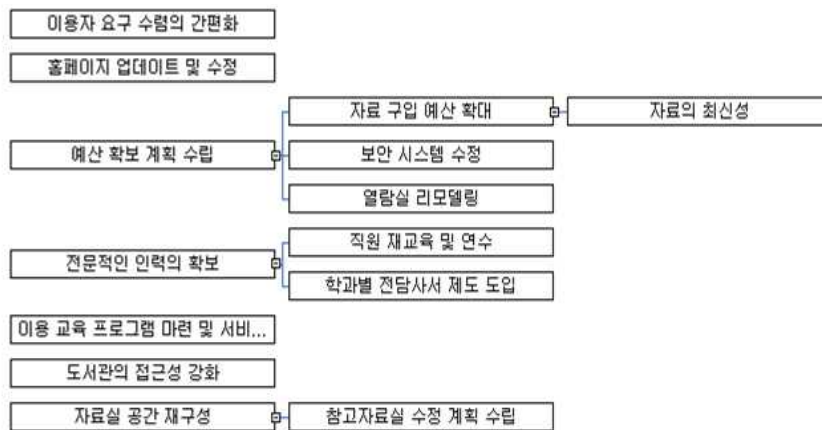 이용자 요구 수렴의 간편화
홈페이지 업데이트 및 수정
예산 확보 계획 수립
자료 구입 예산 확대
자료의 최신성
보안 시스템 수정
열람실 리모델링
전문적인 인력의 확보
직원 재교육 및 연수
학과별 전담사서 제도 도입
이용 교육 프로그램 마련 및 서비...
도서관의 접근성 강화
자료실 공간 재구성
참고자료실 수정 계획 수립